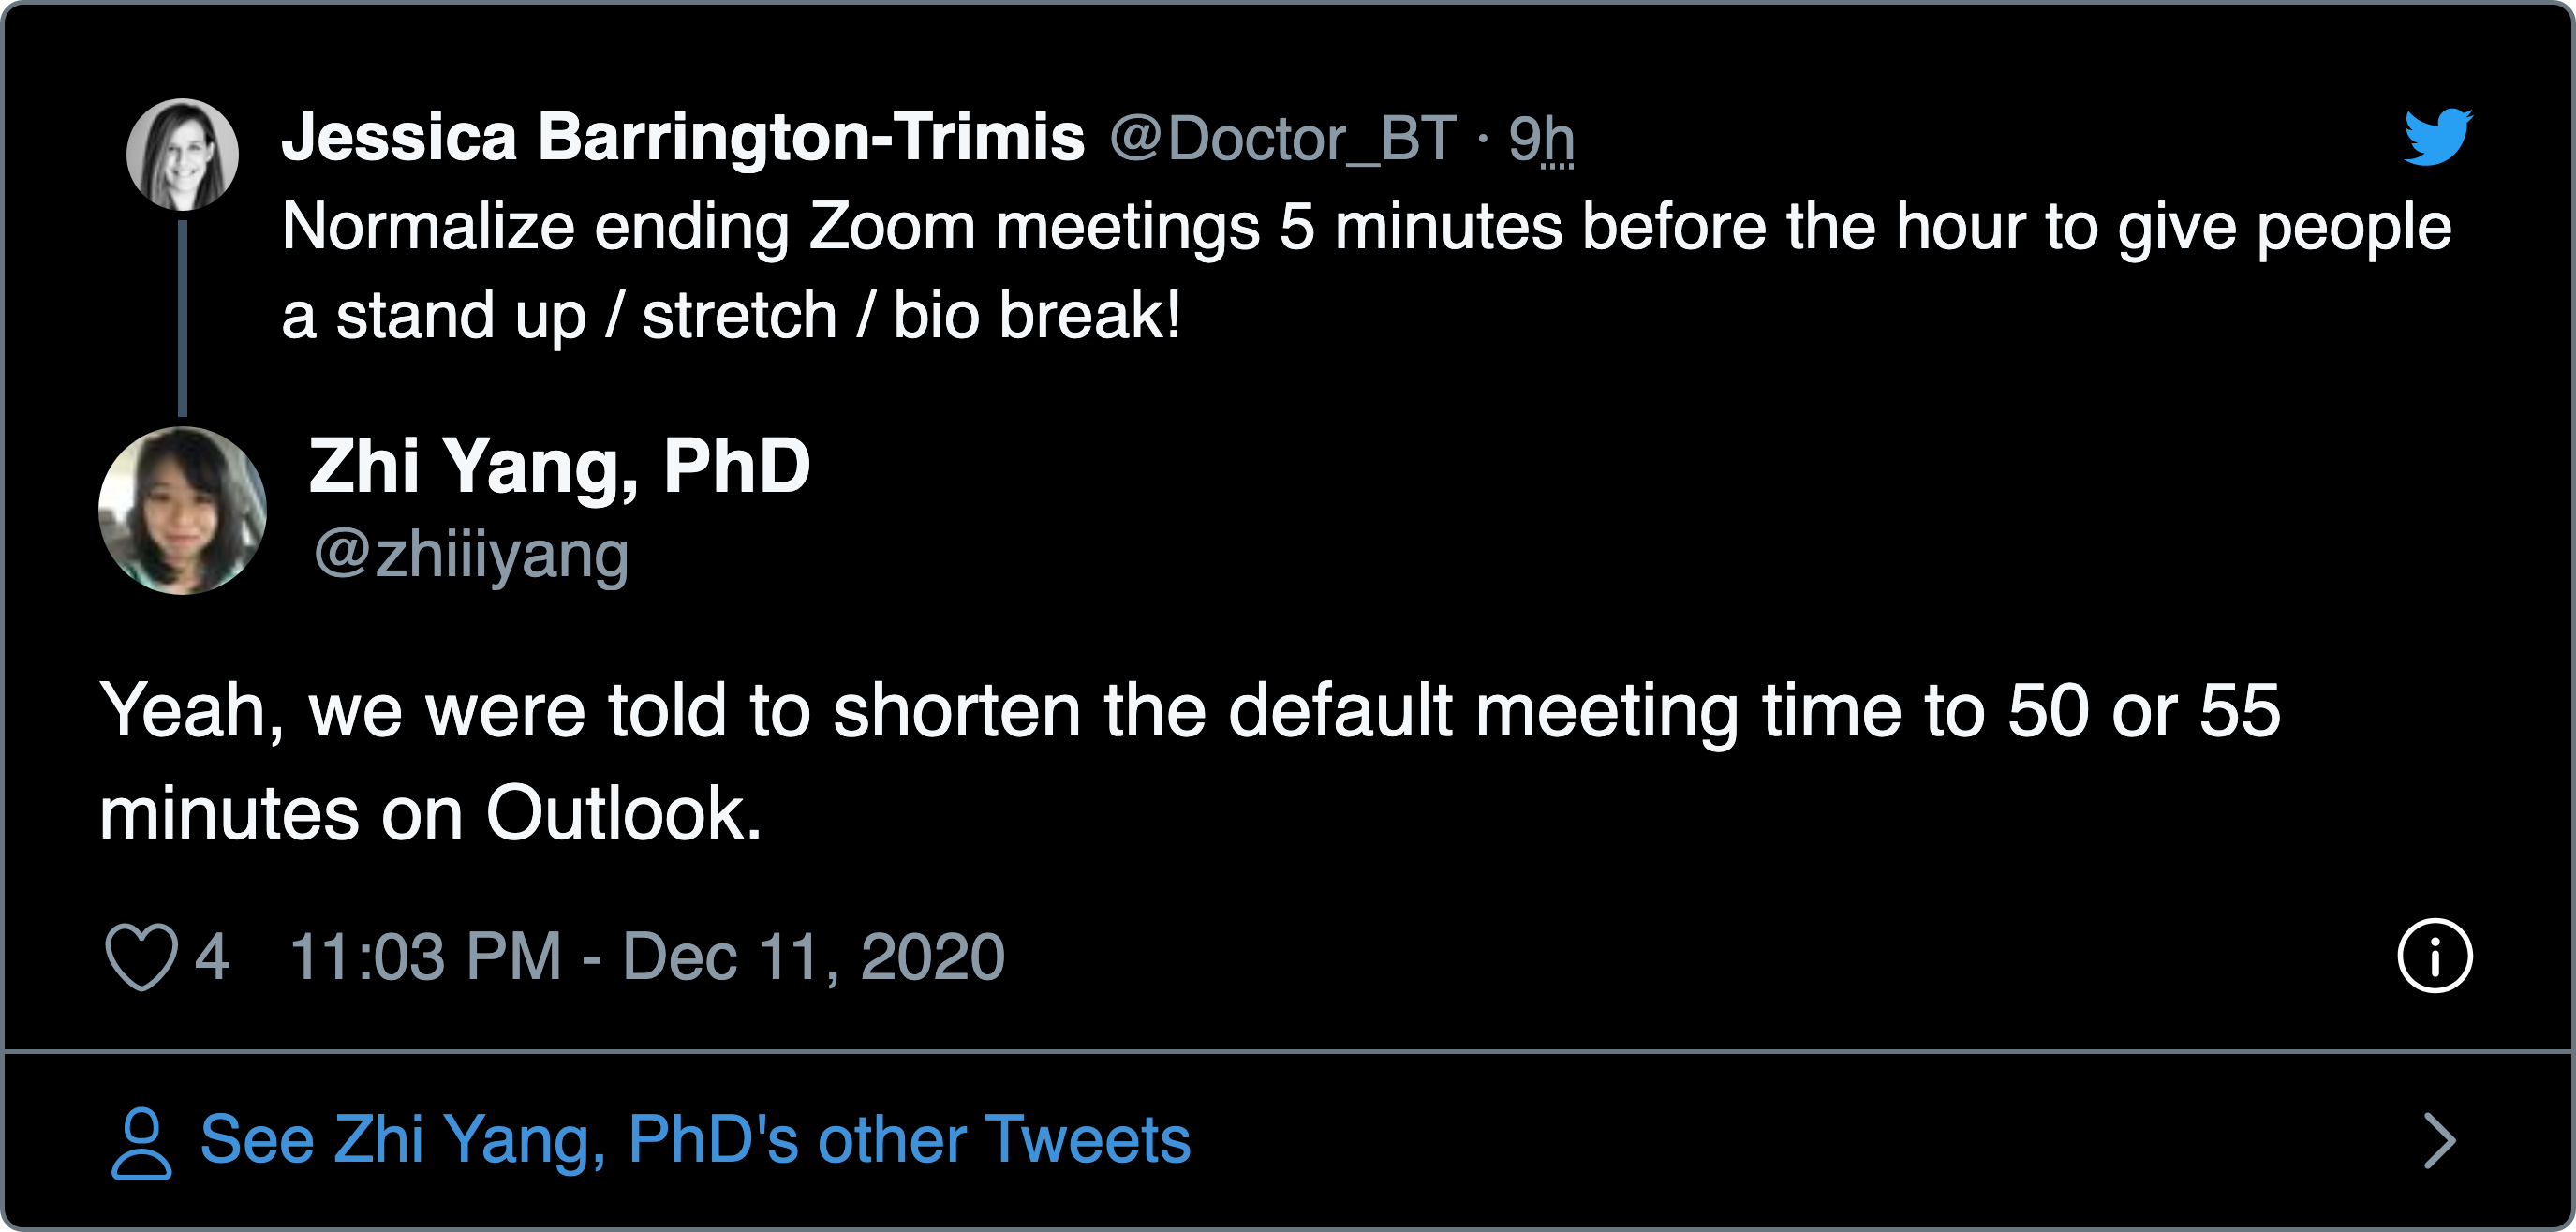 Jessica Barrington-Trimis @Doctor_BT · 9h
Normalize ending Zoom meetings 5 minutes before the hour to give people
a stand up / stretch / bio break!
Zhi Yang, PhD
@zhiiiyang
Yeah, we were told to shorten the default meeting time to 50 or 55
minutes on Outlook.
4 11:03 PM - Dec 11, 2020
See Zhi Yang, PhD's other Tweets